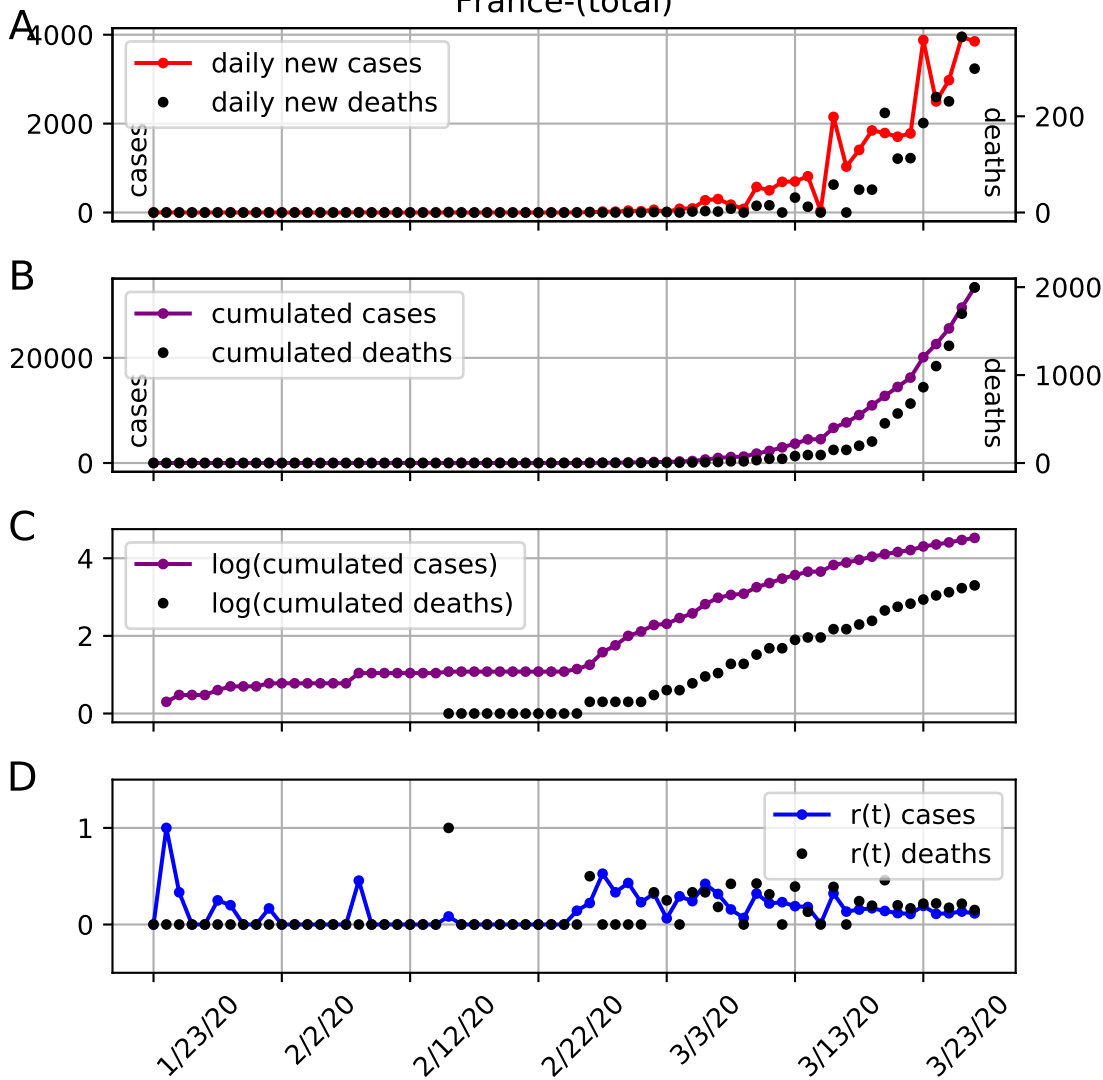 France-(total)
A
4000
2000
0
cases
daily new cases
daily new deaths
200
0
deaths
B
20000
0
cases
cumulated cases
cumulated deaths
2000
1000
0
deaths
C
4
2
0
log(cumulated cases)
log(cumulated deaths)
D
1
0
r(t) cases
r(t) deaths
1/23/20
2/2/20
2/12/20
2/22/20
3/3/20
3/13/20
3/23/20